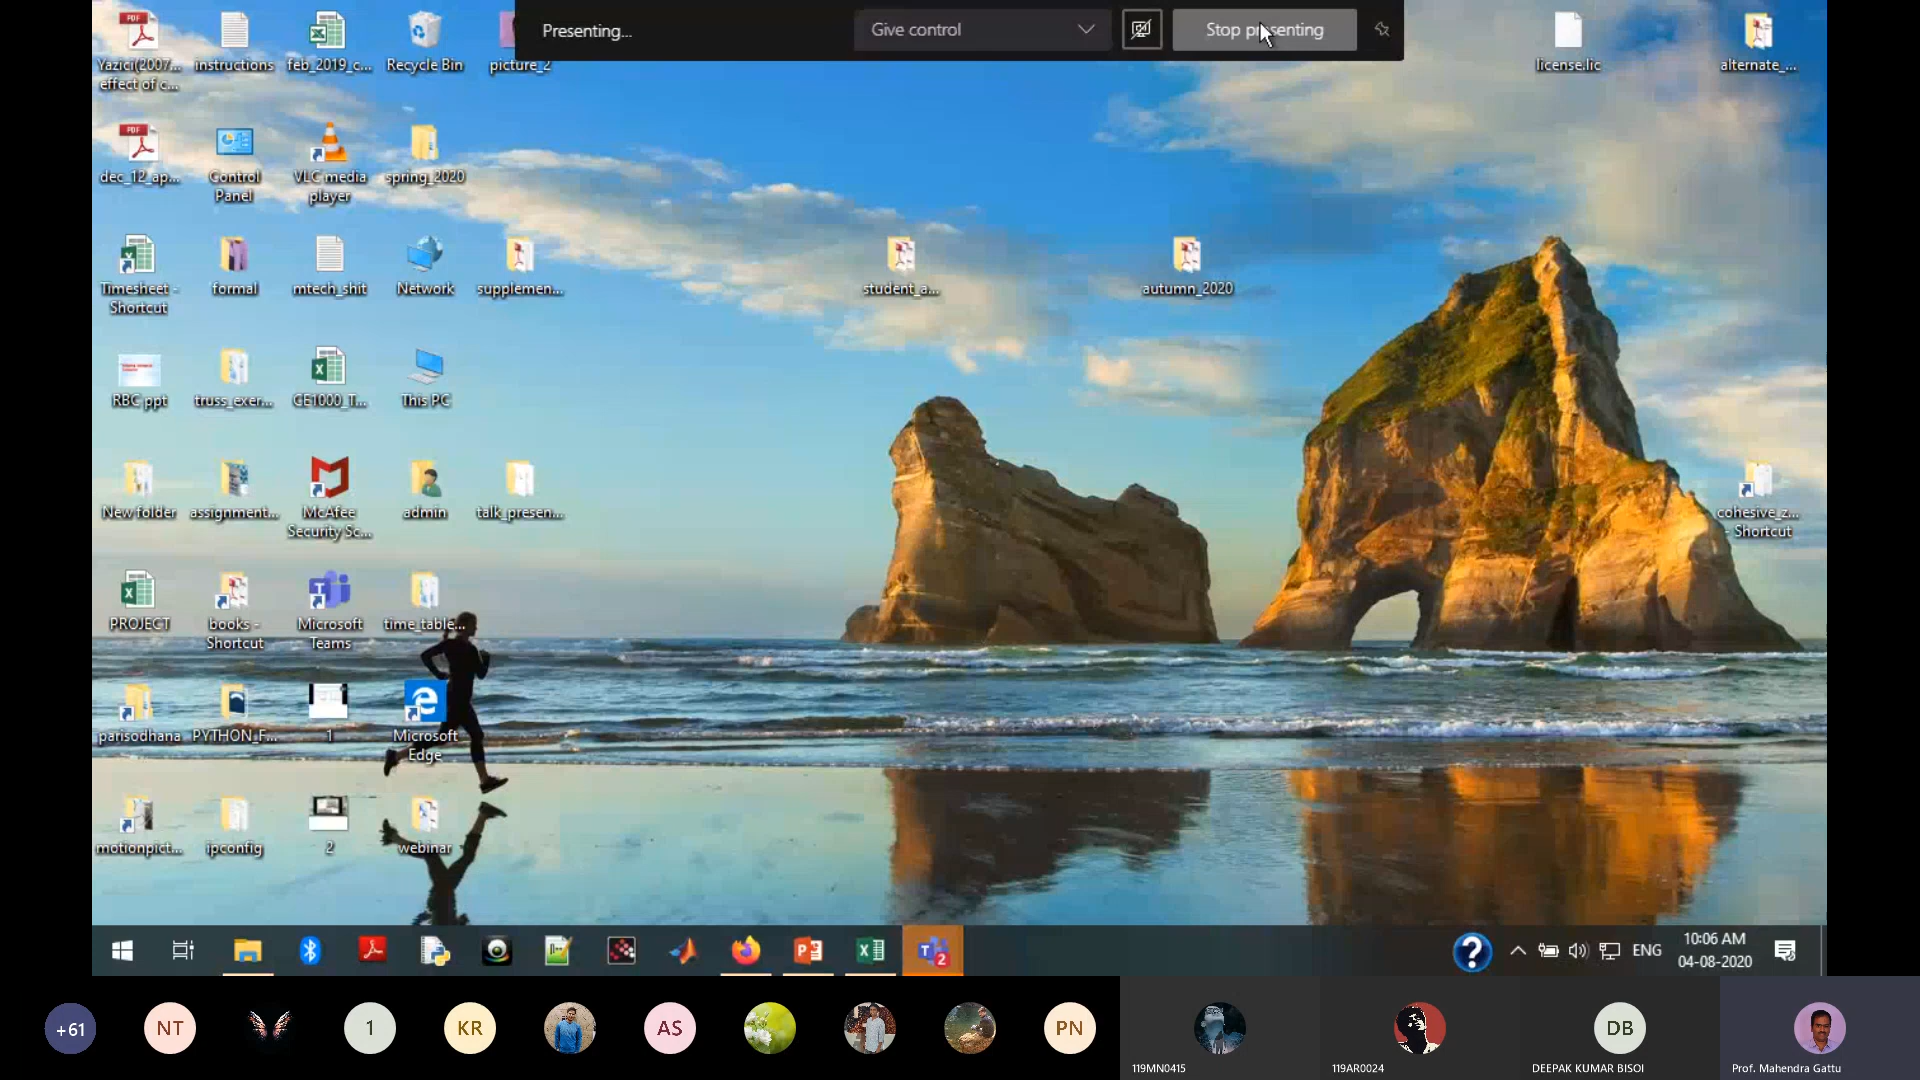 Presenting...
Give control
Stop presenting
Yazici(2007...
effect of c...
instructions
feb_2019_c...
Recycle Bin
picture_2
license.lic
alternate_...
dec_12_ap...
Control
Panel
VLC media
player
spring_2020
Timesheet -
Shortcut
formal
mtech_shit
Network
supplemen...
student_a...
autumn_2020
RBC ppt
truss_exer...
CE1000_T...
This PC
New folder
assignment...
McAfee
Security Sc...
admin
talk_presen...
cohesive_z...
- Shortcut
PROJECT
books -
Shortcut
Microsoft
Teams
time_table...
parisodhana
PYTHON_F...
1
Microsoft
Edge
motionpict...
ipconfig
2
webinar
2
ENG
10:06 AM
04-08-2020
+61
NT
1
KR
AS
PN
DB
119MN0415
119AR0024
DEEPAK KUMAR BISOI
Prof. Mahendra Gattu